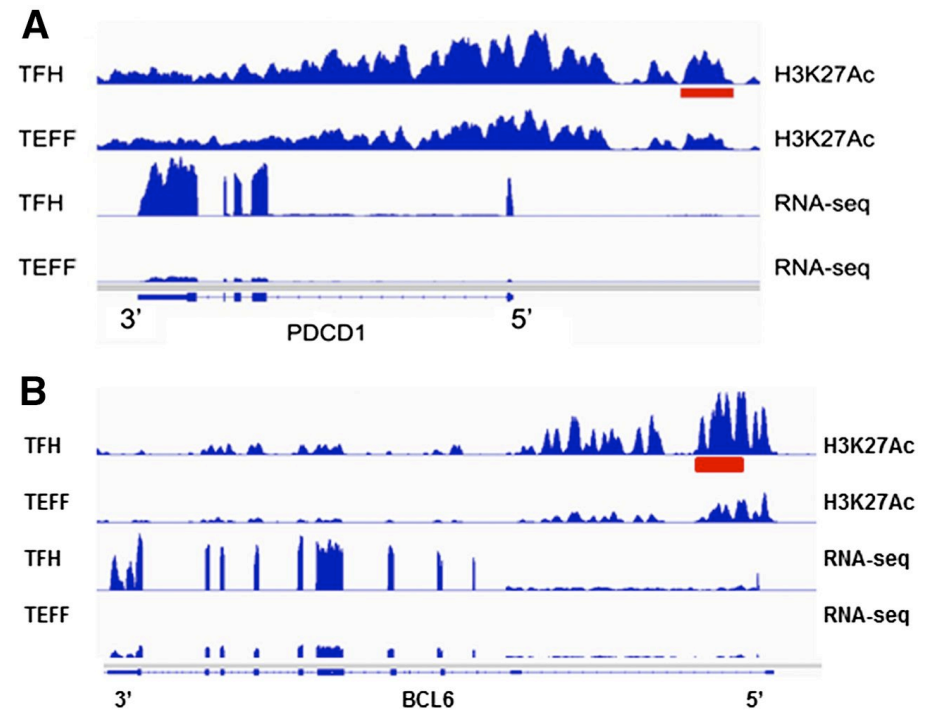 A
TFH H3K27Ac
TEFF H3K27Ac
TFH RNA-seq
TEFF RNA-seq
3’ 5’
PDCD1
B
TFH H3K27Ac
TEFF H3K27Ac
TFH RNA-seq
TEFF RNA-seq
3’ BCL6 5’